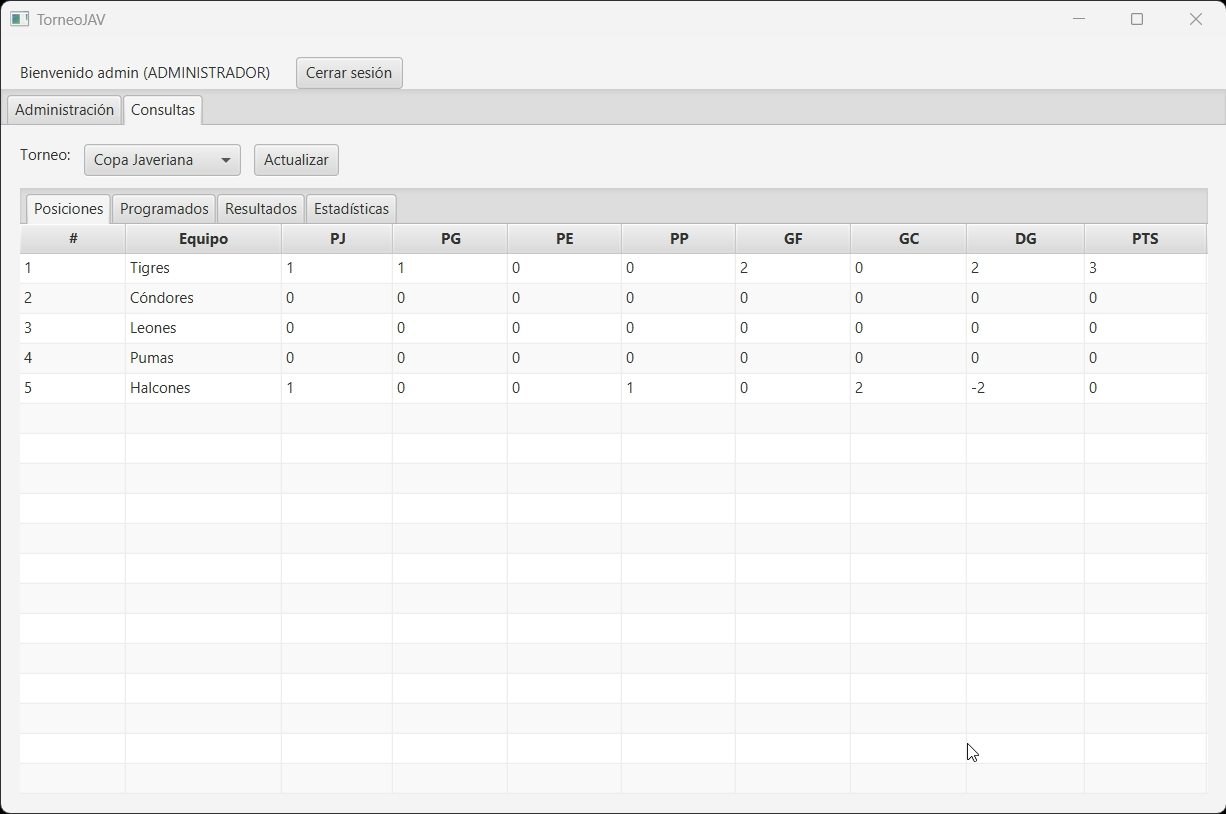 TorneoJAV
Bienvenido admin (ADMINISTRADOR) Cerrar sesión
Administración Consultas
Torneo: Copa Javeriana Actualizar
Posiciones Programados Resultados Estadísticas
# Equipo PJ PG PE PP GF GC DG PTS
1 Tigres 1 1 0 0 2 0 2 3
2 Cóndores 0 0 0 0 0 0 0 0
3 Leones 0 0 0 0 0 0 0 0
4 Pumas 0 0 0 0 0 0 0 0
5 Halcones 1 0 0 1 0 2 -2 0